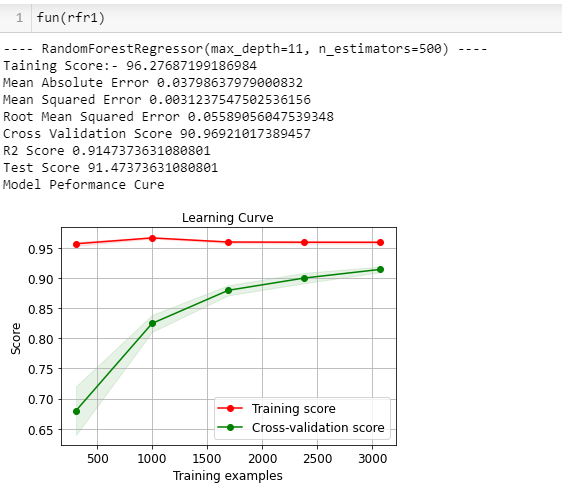 1 fun(rfr1)
---- RandomForestRegressor(max_depth=11, n_estimators=500) ----
Taining Score:- 96.27687199186984
Mean Absolute Error 0.03798637979000832
Mean Squared Error 0.0031237547502536156
Root Mean Squared Error 0.05589056047539348
Cross Validation Score 90.96921017389457
R2 Score 0.9147373631080801
Test Score 91.47373631080801
Model Peformance Cure
Learning Curve
0.95
0.90
0.85
0.80
0.75
0.70
0.65
Score
Training score
Cross-validation score
500 1000 1500 2000 2500 3000
Training examples